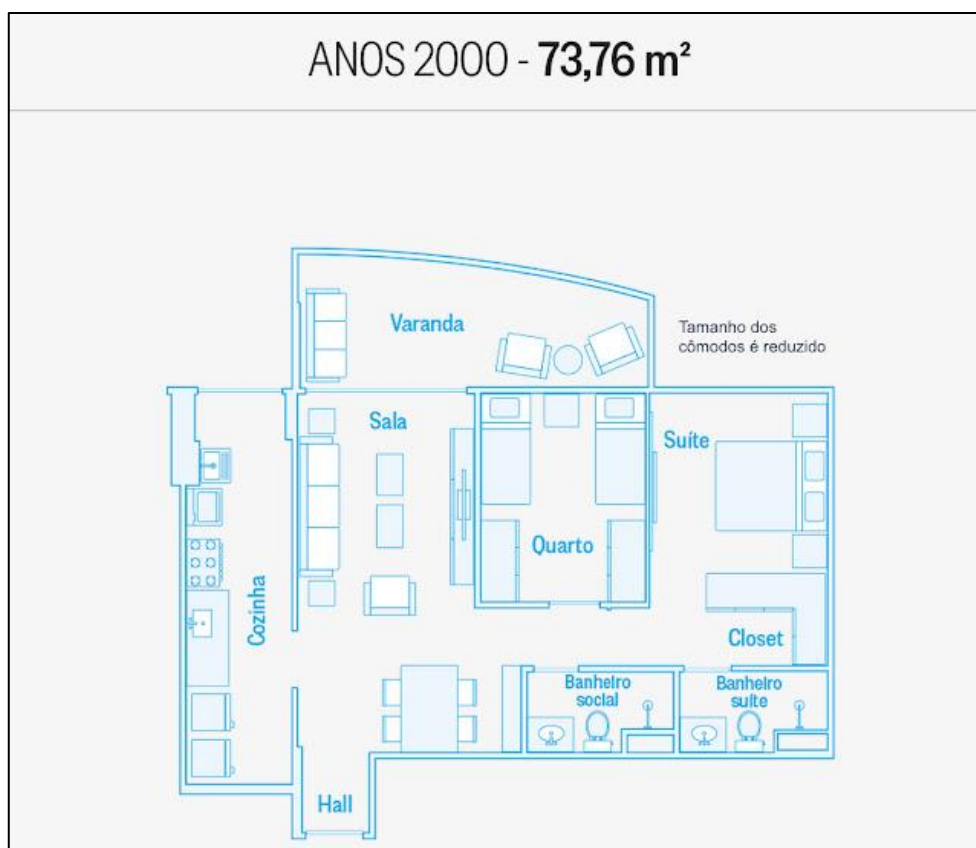 ANOS 2000 - 73,76 m²
Varanda
Tamanho dos
cômodos é reduzido
Sala
Suíte
Quarto
Cozinha
Closet
Banheiro
social
Banheiro
suíte
Hall